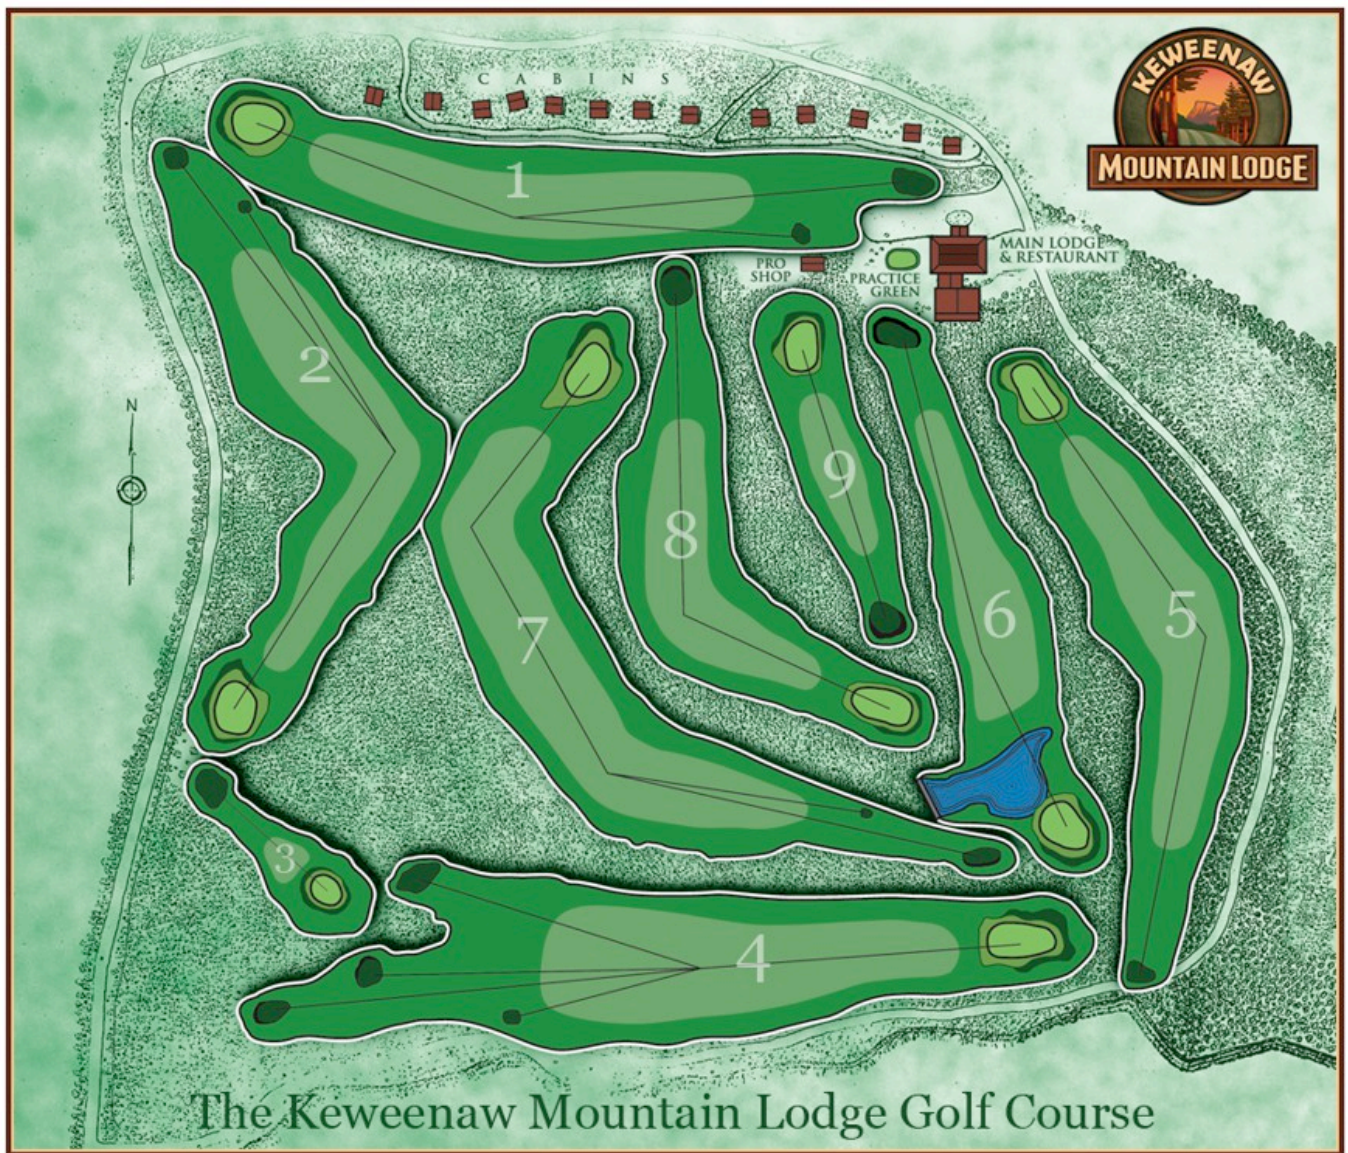 KEWEENAW
MOUNTAIN LODGE
CABINS
1
MAIN LODGE
& RESTAURANT
PRO
SHOP
PRACTICE
GREEN
2
N
9
8
6
5
7
3
4
The Keweenaw Mountain Lodge Golf Course